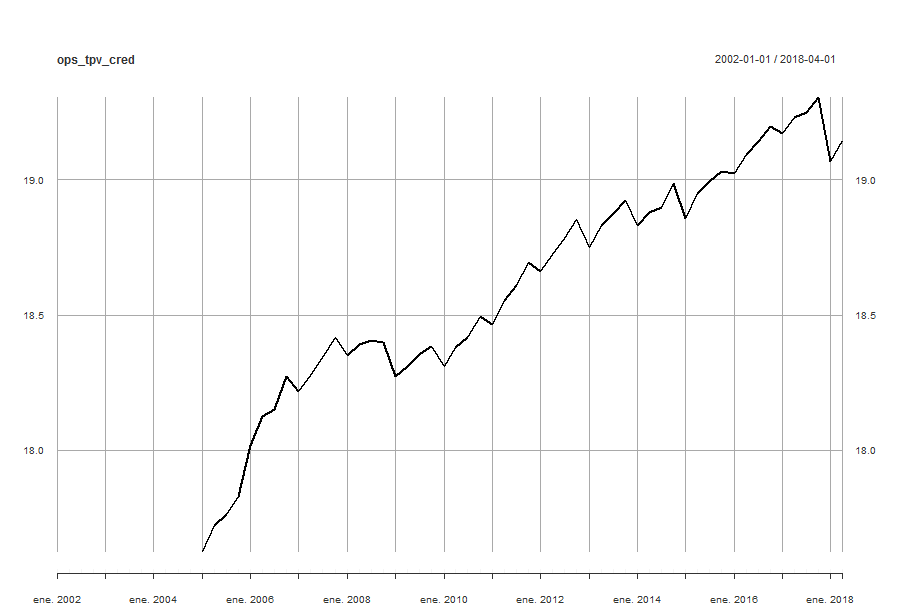 ops_tpv_cred 2002-01-01 / 2018-04-01
19.0 19.0
18.5 18.5
18.0 18.0
ene. 2002 ene. 2004 ene. 2006 ene. 2008 ene. 2010 ene. 2012 ene. 2014 ene. 2016 ene. 2018